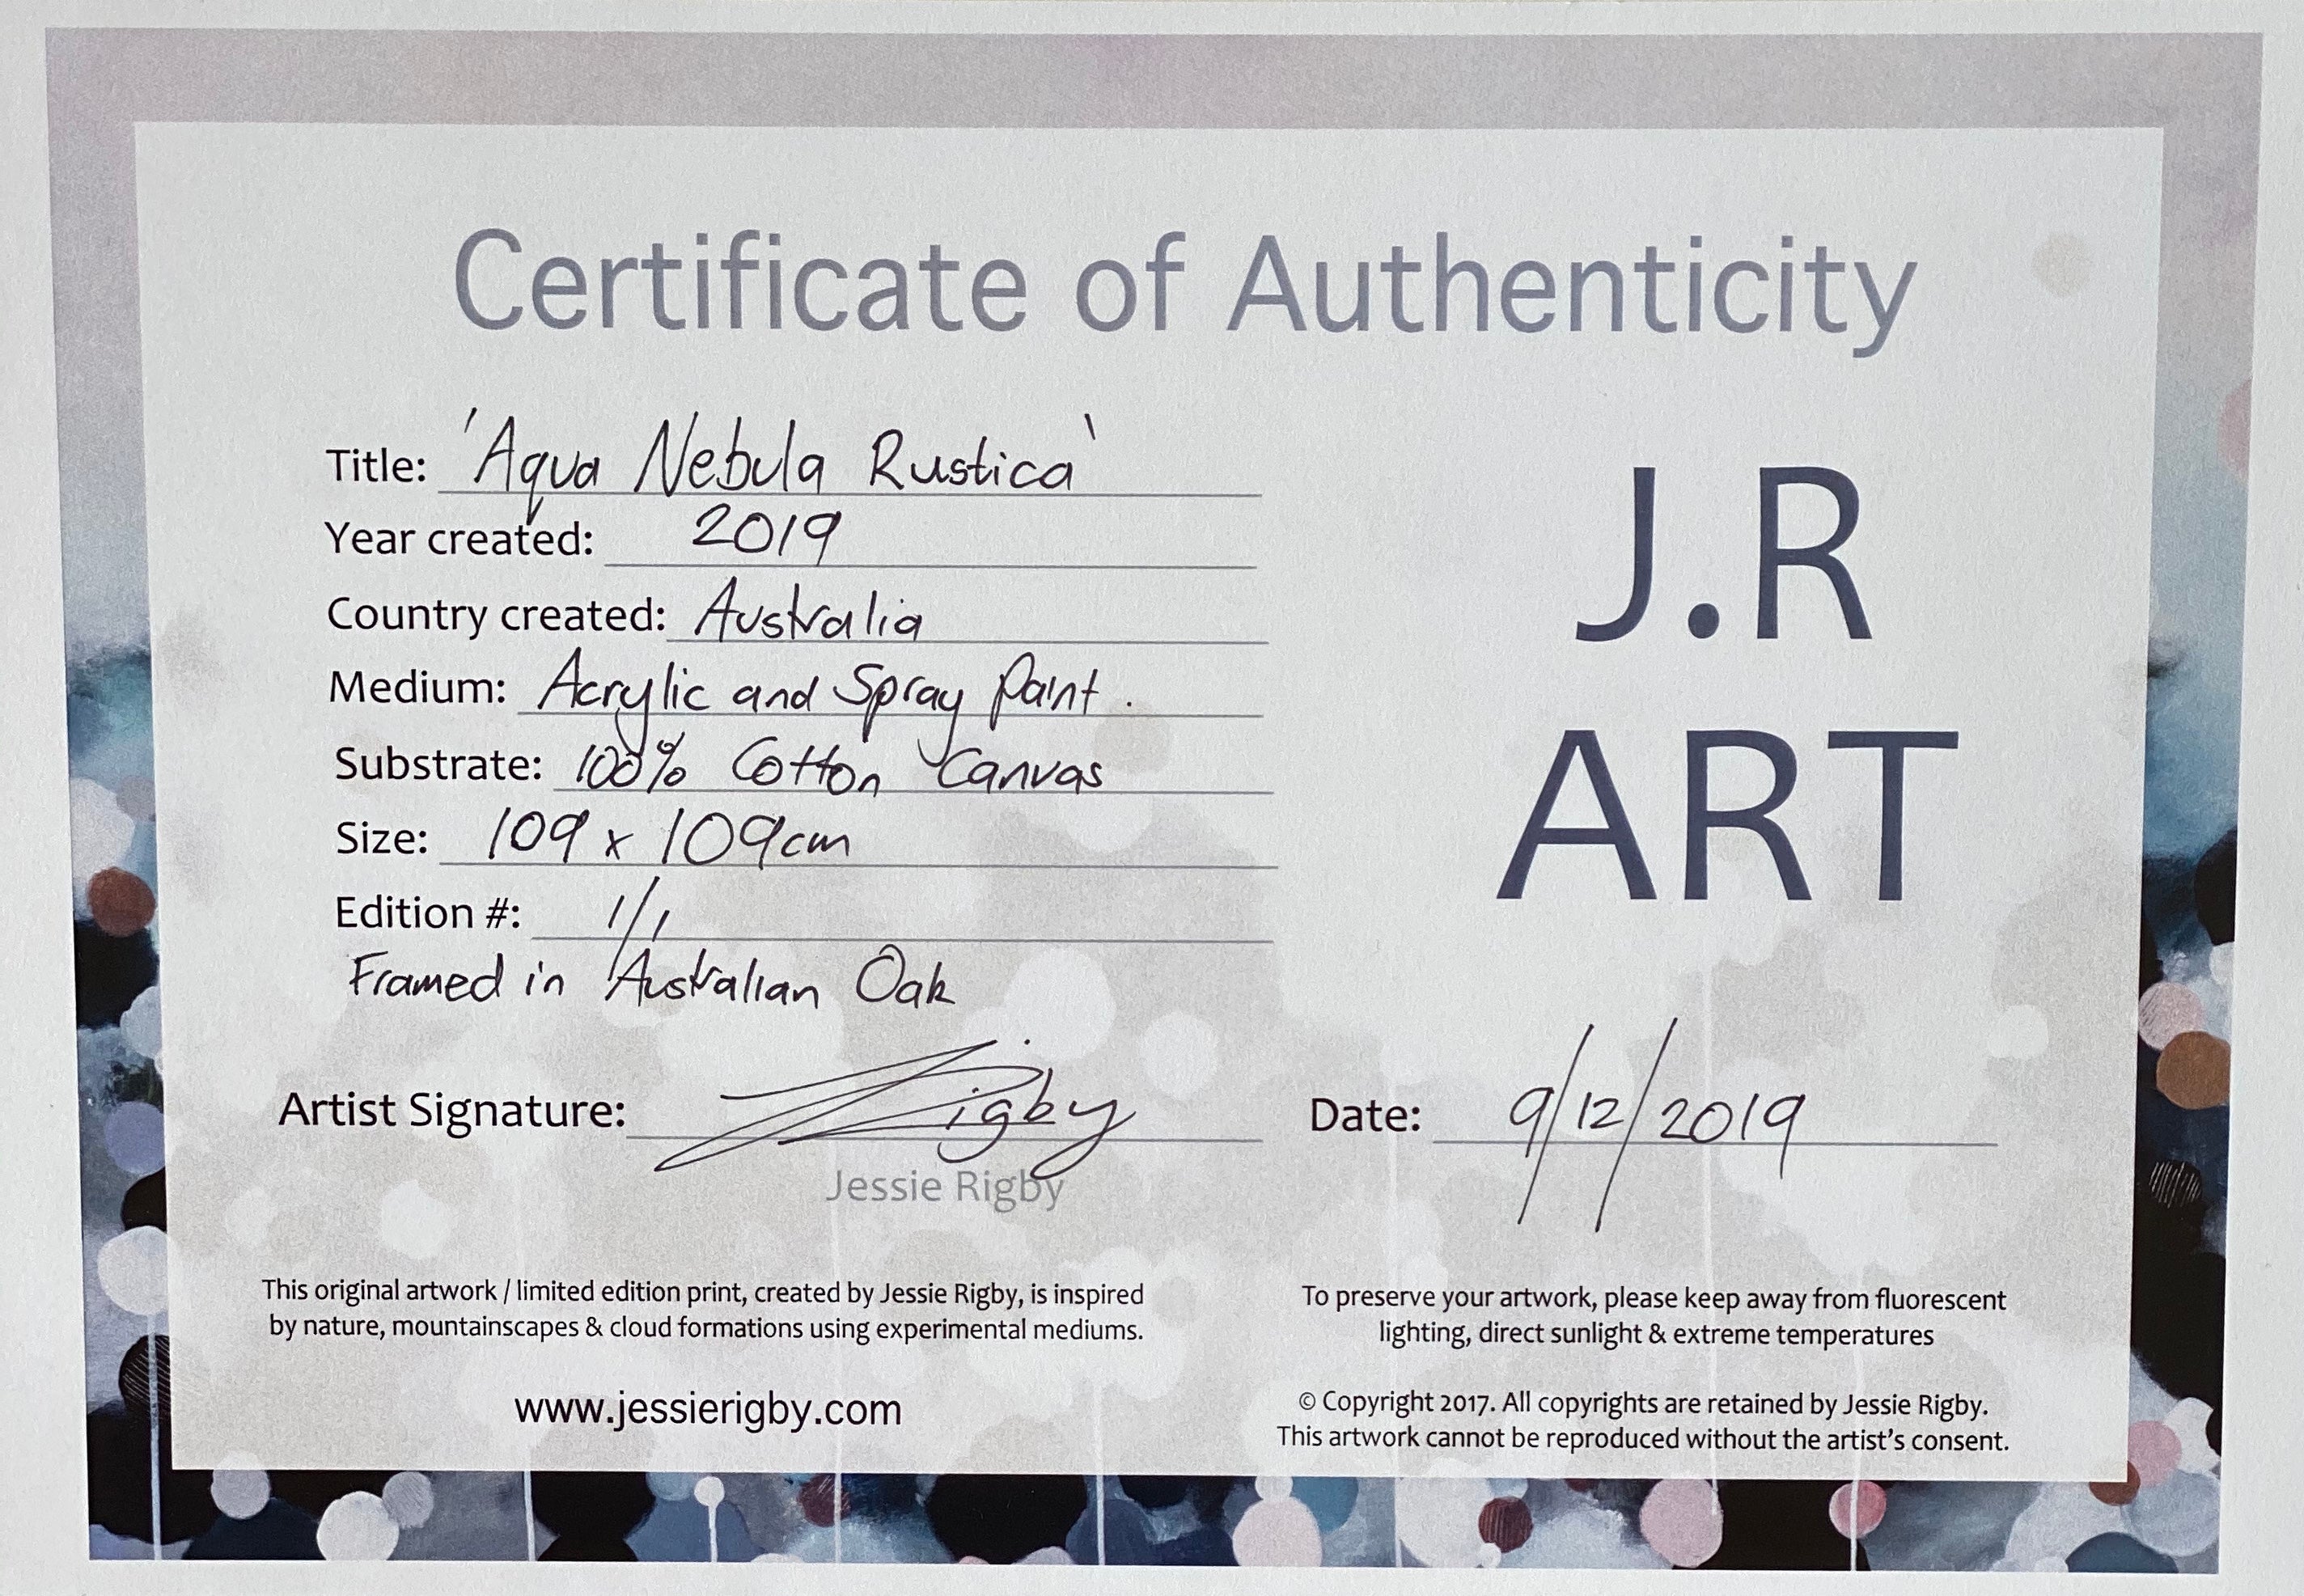 Certificate of Authenticity
Title: 'Aqua Nebula Rustica'
Year created: 2019
Country created: Australia
Medium: Acrylic and Spray Paint.
Substrate: 100% Cotton Canvas
Size: 109 x 109cm
Edition #: 1/1
Framed in Australian Oak
J.R
ART
Artist Signature: Rigby
Jessie Rigby
Date: 9/12/2019
This original artwork / limited edition print, created by Jessie Rigby, is inspired
by nature, mountainscapes & cloud formations using experimental mediums.
www.jessierigby.com
To preserve your artwork, please keep away from fluorescent
lighting, direct sunlight & extreme temperatures
© Copyright 2017. All copyrights are retained by Jessie Rigby.
This artwork cannot be reproduced without the artist's consent.